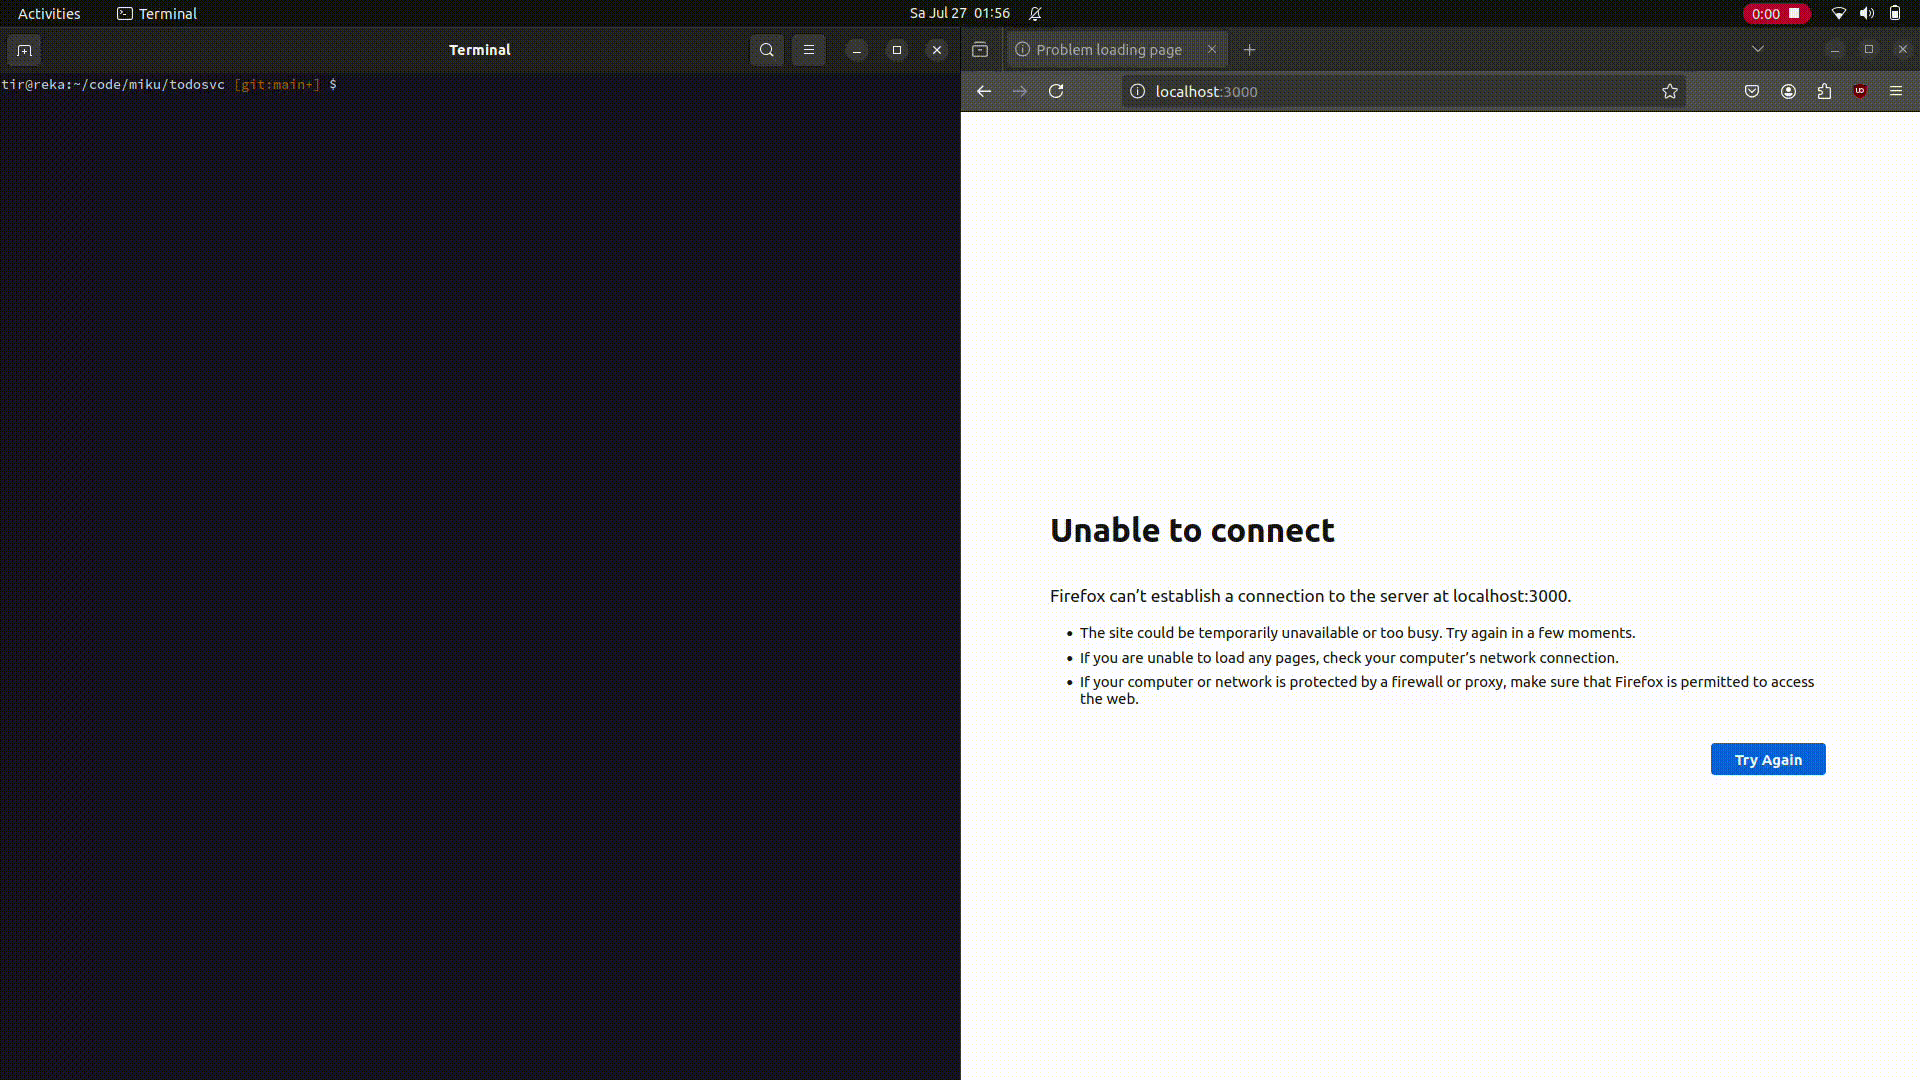 Activities
Terminal
Sa Jul 27 01:56
0:00
Terminal
tir@reka:~/code/miku/todosvc [git:main+] $
Problem loading page
localhost:3000
Unable to connect
Firefox can’t establish a connection to the server at localhost:3000.
• The site could be temporarily unavailable or too busy. Try again in a few moments.
• If you are unable to load any pages, check your computer’s network connection.
• If your computer or network is protected by a firewall or proxy, make sure that Firefox is permitted to access
the web.
Try Again